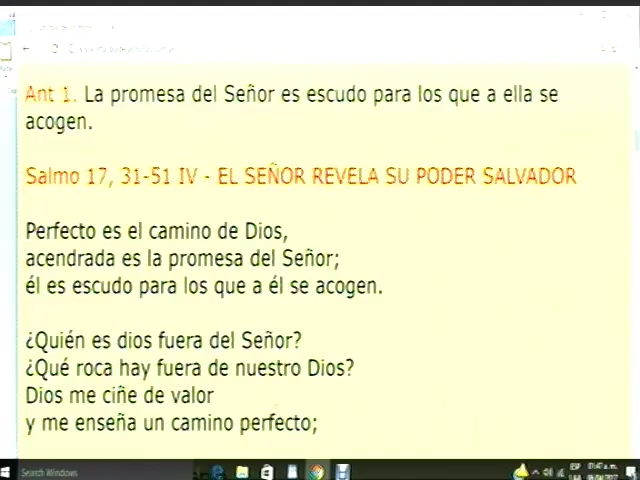 Ant 1. La promesa del Señor es escudo para los que a ella se
acogen.
Salmo 17, 31-51 IV - EL SEÑOR REVELA SU PODER SALVADOR
Perfecto es el camino de Dios,
acendrada es la promesa del Señor;
él es escudo para los que a él se acogen.
¿Quién es dios fuera del Señor?
¿Qué roca hay fuera de nuestro Dios?
Dios me ciñe de valor
y me enseña un camino perfecto;
Search Windows
ESP